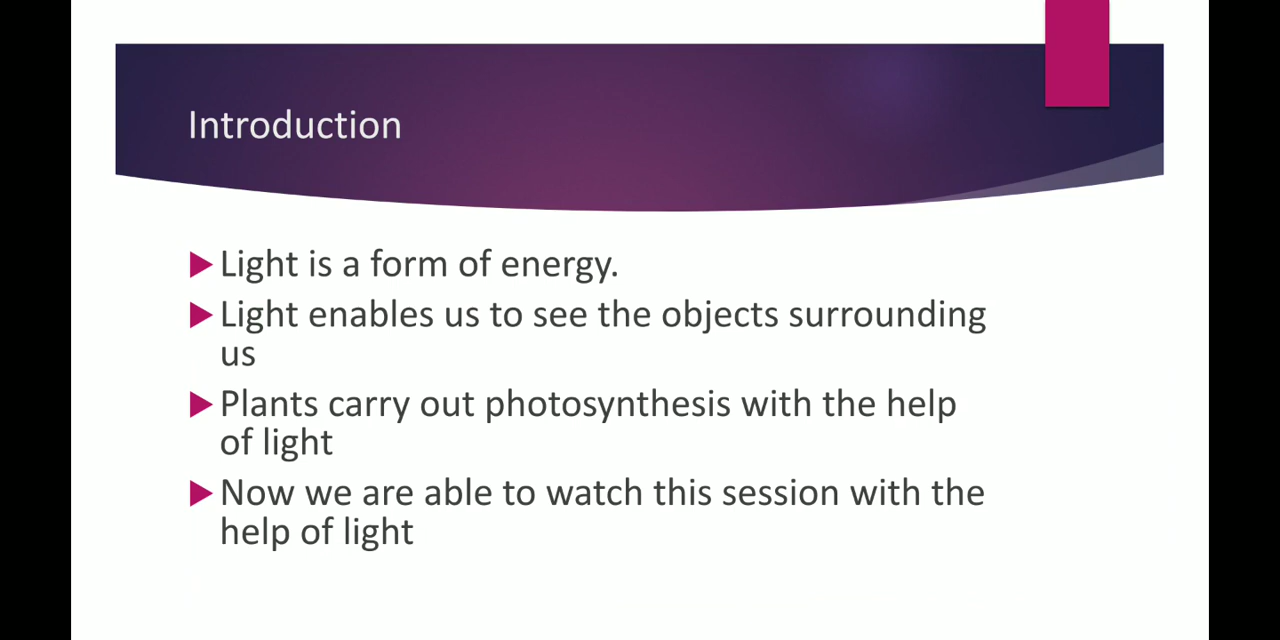 Introduction
Light is a form of energy.
Light enables us to see the objects surrounding
us
Plants carry out photosynthesis with the help
of light
Now we are able to watch this session with the
help of light